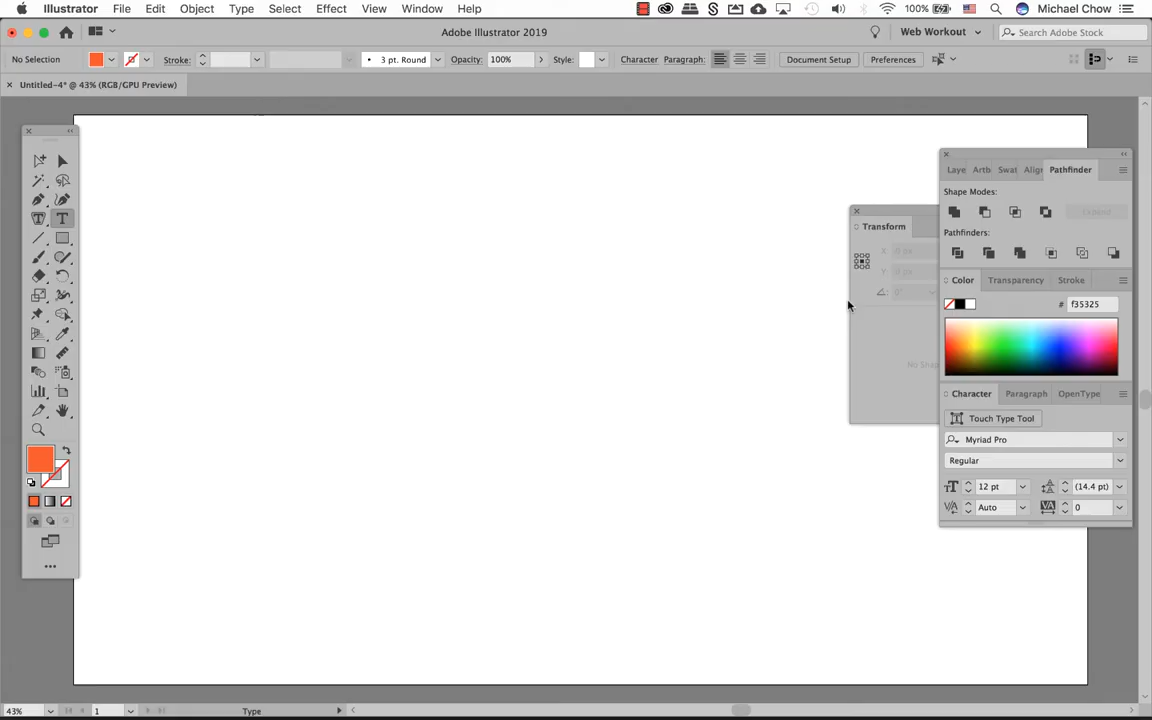 Illustrator File Edit Object Type Select Effect View Window Help 100% Michael Chow
Adobe Illustrator 2019 Web Workout Search Adobe Stock
No Selection Stroke: 3 pt. Round Opacity: 100% Style: Character Paragraph: Document Setup Preferences
Untitled-4* @ 43% (RGB/GPU Preview)
Swat Pathfinder
Shape Modes:
Expand
Transform
Pathfinders:
X:
Y:
Color Transparency Stroke
# f35325
No Shap
Character Paragraph OpenType
Touch Type Tool
Myriad Pro
Regular
12 pt (14.4 pt)
Auto 0
43% 1 Type